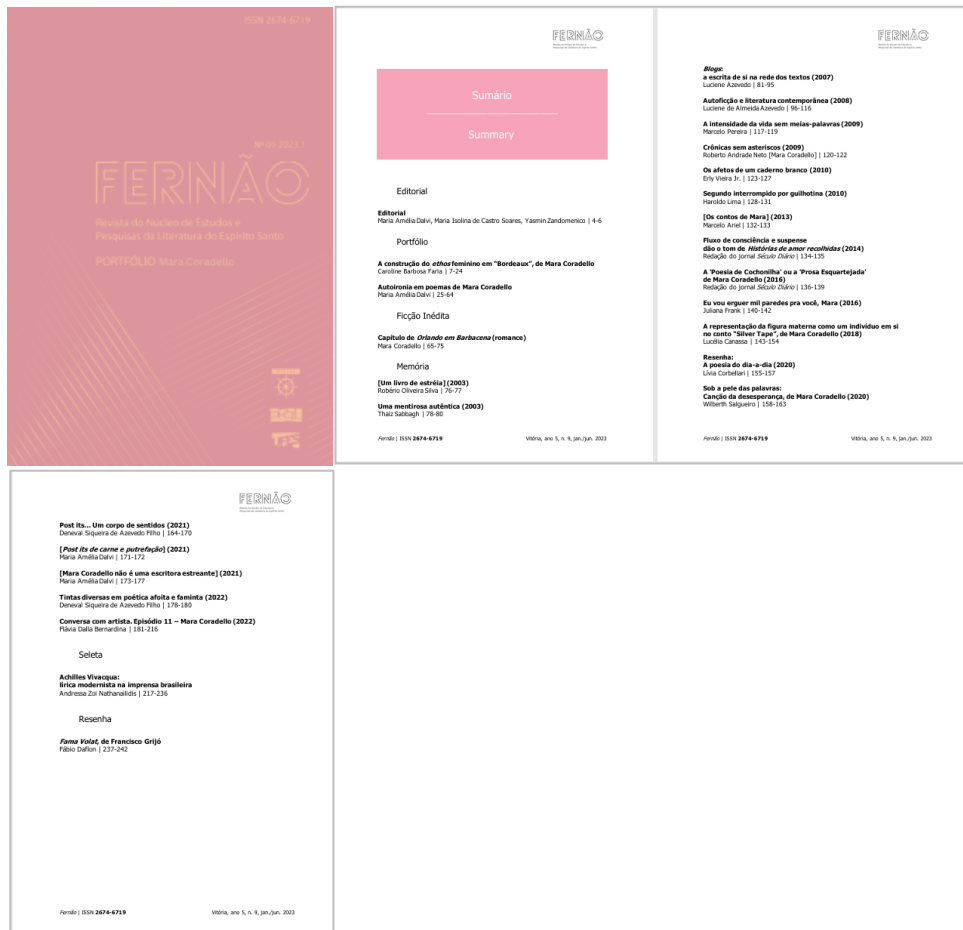 ISSN 2674-6719
Nº 09 2023.1
FERNÃO
Revista do Núcleo de Estudos e
Pesquisas da Literatura do Espírito Santo
PORTFÓLIO Mara Coradello
FERNÃO
Sumário
Summary
Editorial
Editorial
Maria Amélia Dalvi, Maria Isolina de Castro Soares, Yasmin Zandomenico | 4-6
Portfólio
A construção do ethos feminino em “Bordeaux”, de Mara Coradello
Caroline Barbosa Faria | 7-24
Autoironia em poemas de Mara Coradello
Maria Amélia Dalvi | 25-64
Ficção Inédita
Capítulo de Orlando em Barbacena (romance)
Mara Coradello | 65-75
Memória
[Um livro de estréia] (2003)
Robério Oliveira Silva | 76-77
Uma mentirosa autêntica (2003)
Thaiz Sabbagh | 78-80
Fernão | ISSN 2674-6719 Vitória, ano 5, n. 9, jan./jun. 2023
FERNÃO
Blogs:
a escrita de si na rede dos textos (2007)
Luciene Azevedo | 81-95
Autoficção e literatura contemporânea (2008)
Luciene de Almeida Azevedo | 96-116
A intensidade da vida sem meias-palavras (2009)
Marcelo Pereira | 117-119
Crônicas sem asteriscos (2009)
Roberto Andrade Neto [Mara Coradello] | 120-122
Os afetos de um caderno branco (2010)
Erly Vieira Jr. | 123-127
Segundo interrompido por guilhotina (2010)
Haroldo Lima | 128-131
[Os contos de Mara] (2013)
Marcelo Ariel | 132-133
Fluxo de consciência e suspense
dão o tom de Histórias de amor recolhidas (2014)
Redação do jornal Século Diário | 134-135
A 'Poesia de Cochonilha' ou a 'Prosa Esquartejada'
de Mara Coradello (2016)
Redação do jornal Século Diário | 136-139
Eu vou erguer mil paredes pra você, Mara (2016)
Juliana Frank | 140-142
A representação da figura materna como um indivíduo em si
no conto “Silver Tape”, de Mara Coradello (2018)
Lucélia Canassa | 143-154
Resenha:
A poesia do dia-a-dia (2020)
Lívia Corbellari | 155-157
Sob a pele das palavras:
Canção da desesperança, de Mara Coradello (2020)
Wilberth Salgueiro | 158-163
Fernão | ISSN 2674-6719 Vitória, ano 5, n. 9, jan./jun. 2023
FERNÃO
Post its... Um corpo de sentidos (2021)
Deneval Siqueira de Azevedo Filho | 164-170
[Post its de carne e putrefação] (2021)
Maria Amélia Dalvi | 171-172
[Mara Coradello não é uma escritora estreante] (2021)
Maria Amélia Dalvi | 173-177
Tintas diversas em poética afoita e faminta (2022)
Deneval Siqueira de Azevedo Filho | 178-180
Conversa com artista. Episódio 11 – Mara Coradello (2022)
Flávia Dalla Bernardina | 181-216
Seleta
Achilles Vivacqua:
lírica modernista na imprensa brasileira
Andressa Zoi Nathanailidis | 217-236
Resenha
Fama Volat, de Francisco Grijó
Fábio Daflon | 237-242
Fernão | ISSN 2674-6719 Vitória, ano 5, n. 9, jan./jun. 2023